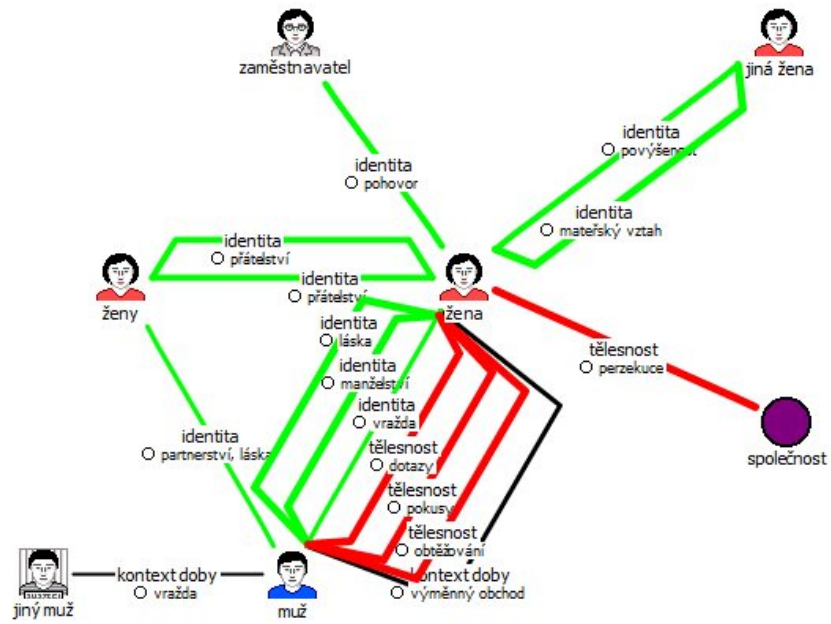 zaměstnavatel
jiná žena
identita
povýšenost
identita
pohovor
identita
mateřský vztah
identita
přátelství
identita
přátelství
ženy
žena
identita
láska
identita
manželství
identita
vražda
tělesnost
perzekuce
společnost
identita
partnerství, láska
tělesnost
dotazy
tělesnost
pokusy
tělesnost
obtěžování
kontext doby
vražda
kontext doby
výměnný obchod
jiný muž
muž